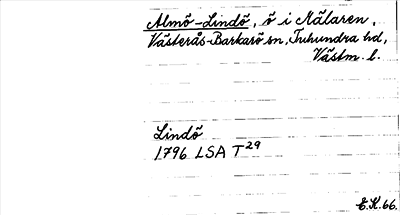 Almö-Lindö, ö i Mälaren,
Västerås-Barkarö sn, Tuhundra hd,
Västm. l.
Lindö
1796 LSA T29
E.K. 66.